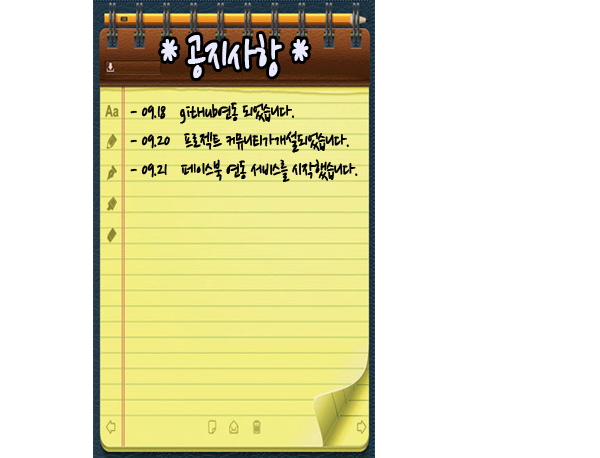 * 공지사항 *
Aa
- 09.18 github연동 되었습니다.
- 09.20 프로젝트 커뮤니티가 개설되었습니다.
- 09.21 페이스북 연동 서비스를 시작했습니다.